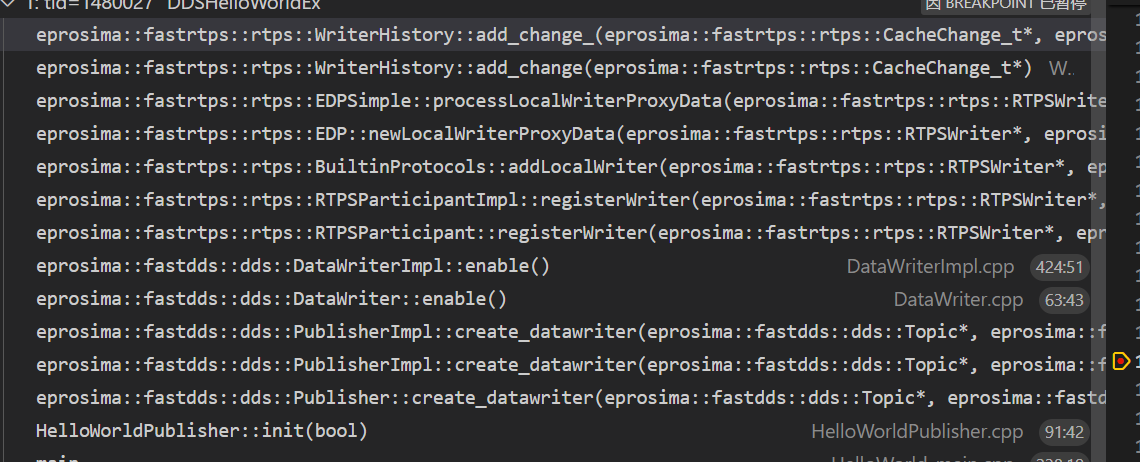 1: tid=1480027 DDSHelloWorldEx 因 BREAKPOINT 已暂停
eprosima::fastrtps::rtps::WriterHistory::add_change_(eprosima::fastrtps::rtps::CacheChange_t*, epros
eprosima::fastrtps::rtps::WriterHistory::add_change(eprosima::fastrtps::rtps::CacheChange_t*) W..
eprosima::fastrtps::rtps::EDPSimple::processLocalWriterProxyData(eprosima::fastrtps::rtps::RTPSWrite
eprosima::fastrtps::rtps::EDP::newLocalWriterProxyData(eprosima::fastrtps::rtps::RTPSWriter*, eprosi
eprosima::fastrtps::rtps::BuiltinProtocols::addLocalWriter(eprosima::fastrtps::rtps::RTPSWriter*, ep
eprosima::fastrtps::rtps::RTPSParticipantImpl::registerWriter(eprosima::fastrtps::rtps::RTPSWriter*,
eprosima::fastrtps::rtps::RTPSParticipant::registerWriter(eprosima::fastrtps::rtps::RTPSWriter*, epr
eprosima::fastdds::dds::DataWriterImpl::enable() DataWriterImpl.cpp 424:51
eprosima::fastdds::dds::DataWriter::enable() DataWriter.cpp 63:43
eprosima::fastdds::dds::PublisherImpl::create_datawriter(eprosima::fastdds::dds::Topic*, eprosima::f
eprosima::fastdds::dds::PublisherImpl::create_datawriter(eprosima::fastdds::dds::Topic*, eprosima::f
eprosima::fastdds::dds::Publisher::create_datawriter(eprosima::fastdds::dds::Topic*, eprosima::fastd
HelloWorldPublisher::init(bool) HelloWorldPublisher.cpp 91:42
main